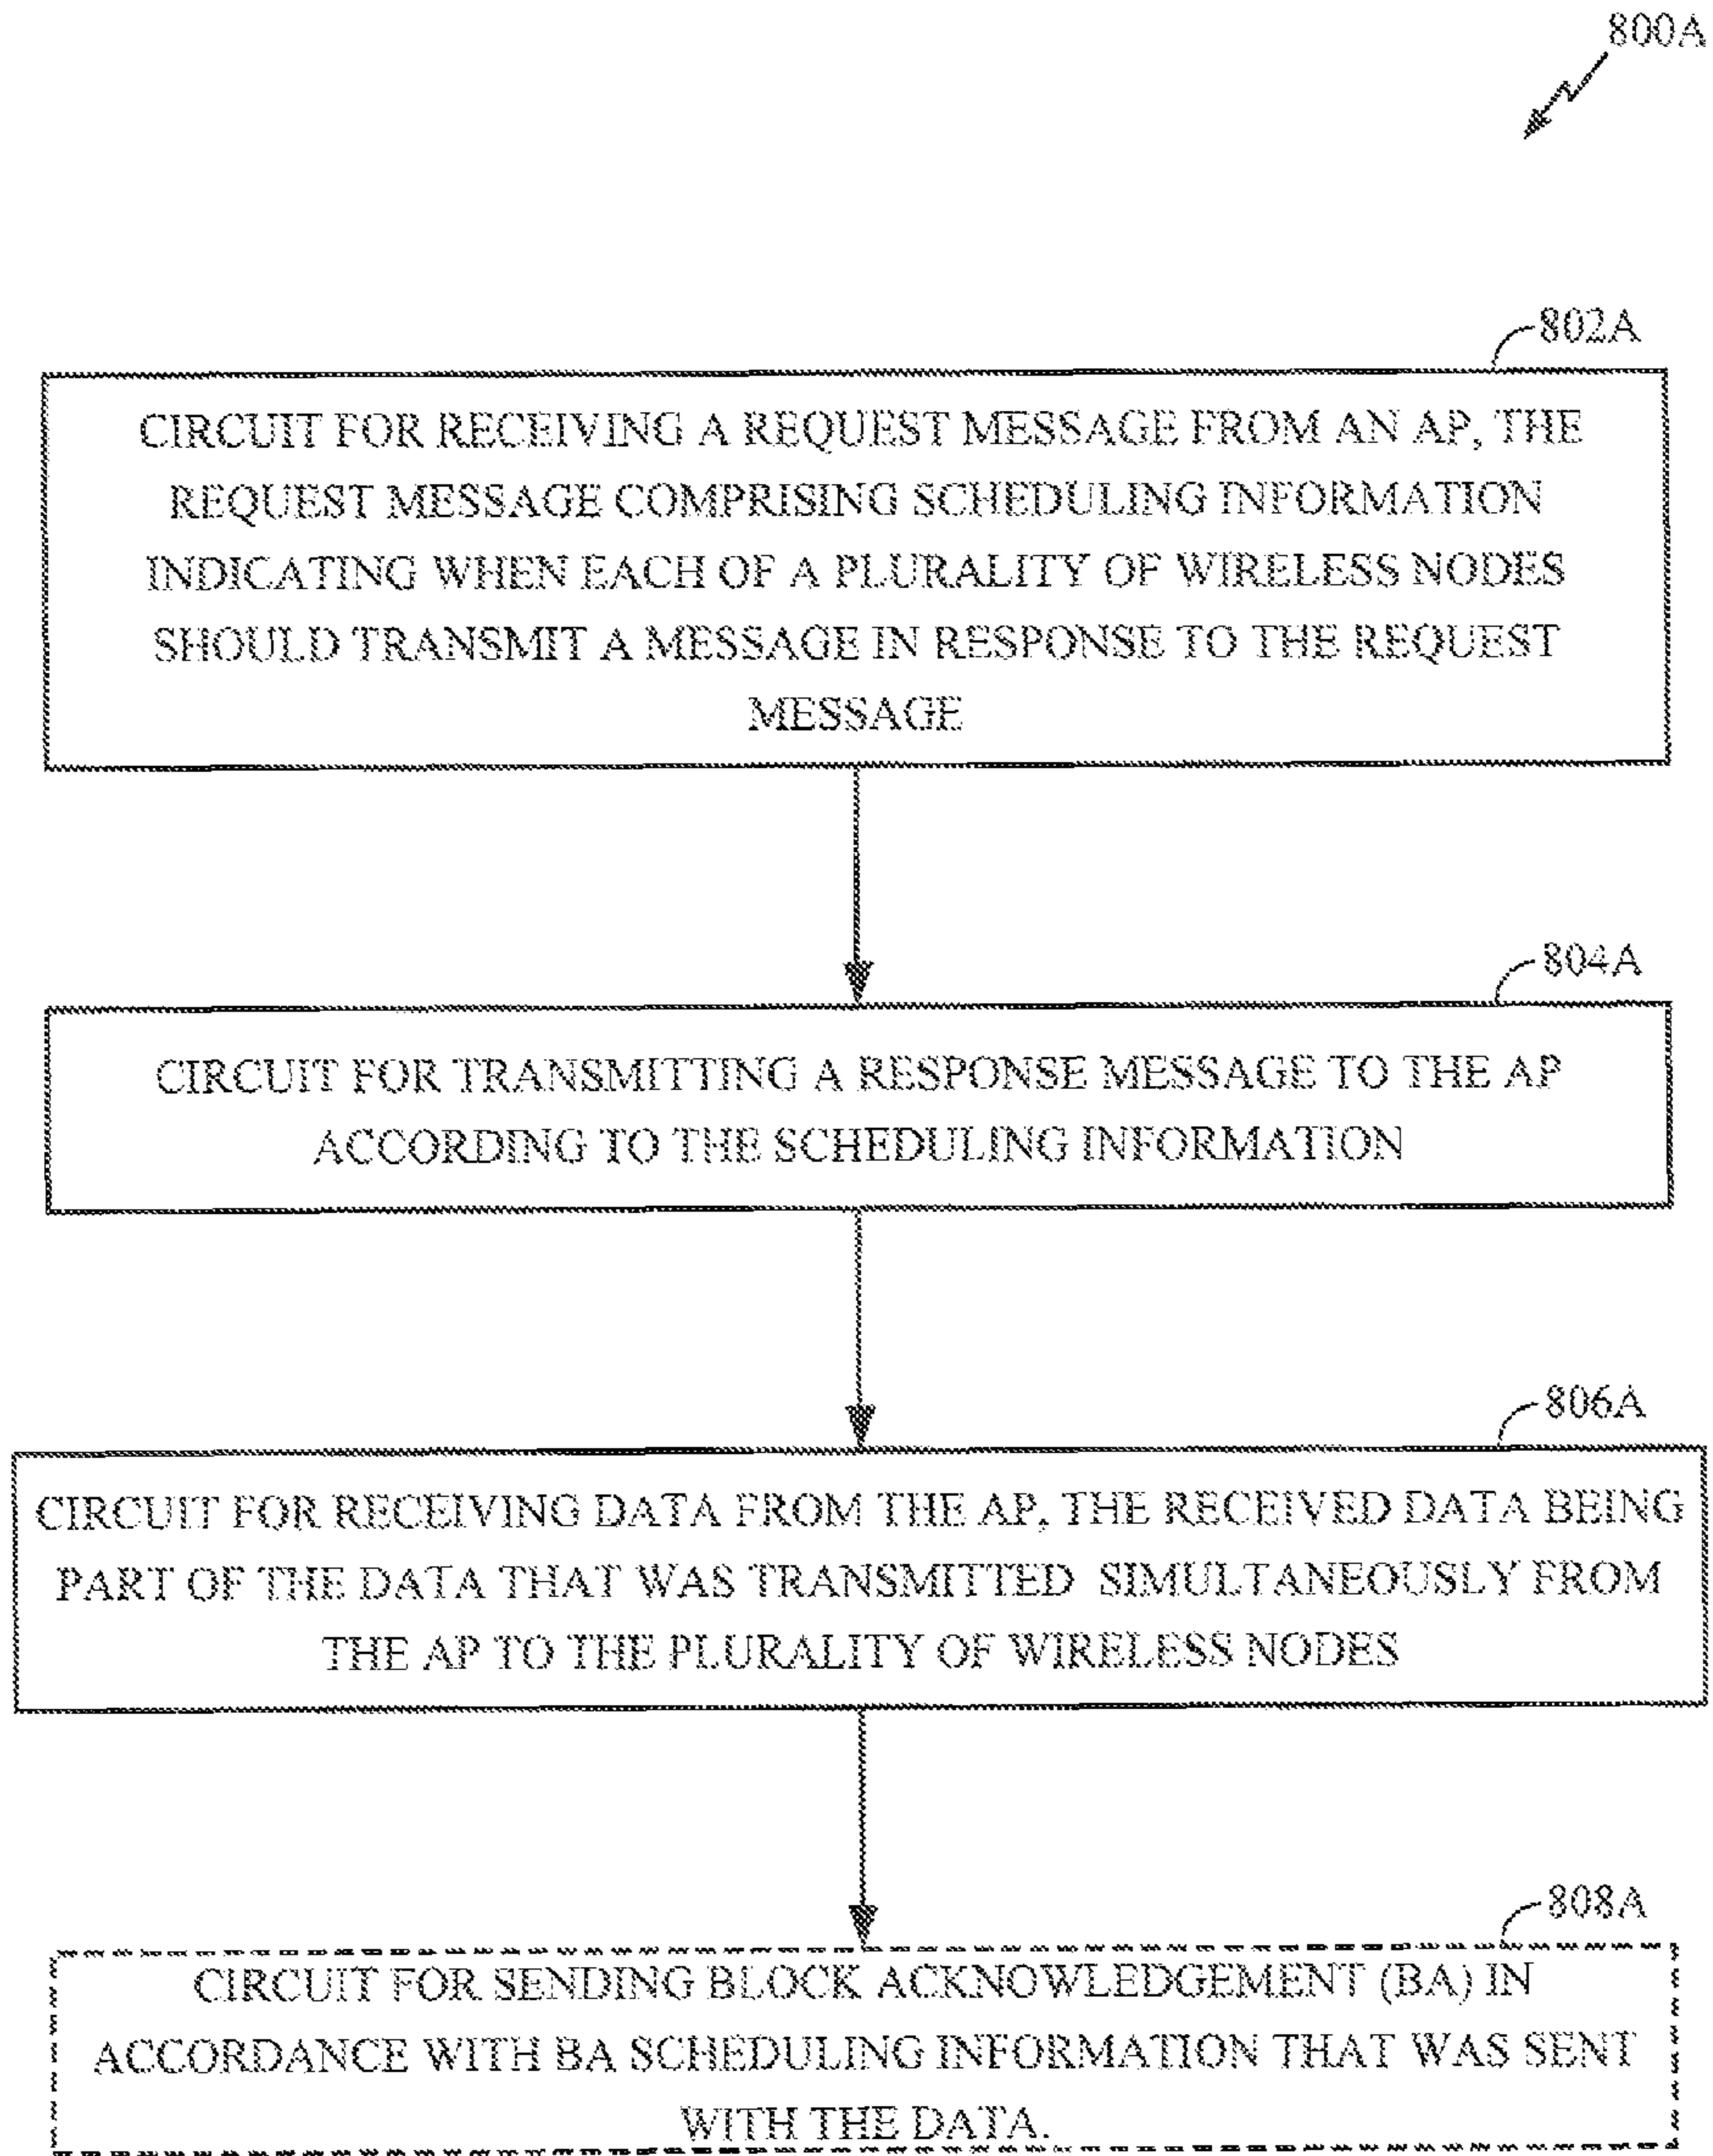 800A
802A
CIRCUIT FOR RECEIVING A REQUEST MESSAGE FROM AN AP, THE
REQUEST MESSAGE COMPRISING SCHEDULING INFORMATION
INDICATING WHEN EACH OF A PLURALITY OF WIRELESS NODES
SHOULD TRANSMIT A MESSAGE IN RESPONSE TO THE REQUEST
MESSAGE
804A
CIRCUIT FOR TRANSMITTING A RESPONSE MESSAGE TO THE AP
ACCORDING TO THE SCHEDULING INFORMATION
806A
CIRCUIT FOR RECEIVING DATA FROM THE AP, THE RECEIVED DATA BEING
PART OF THE DATA THAT WAS TRANSMITTED SIMULTANEOUSLY FROM
THE AP TO THE PLURALITY OF WIRELESS NODES
808A
CIRCUIT FOR SENDING BLOCK ACKNOWLEDGEMENT (BA) IN
ACCORDANCE WITH BA SCHEDULING INFORMATION THAT WAS SENT
WITH THE DATA.